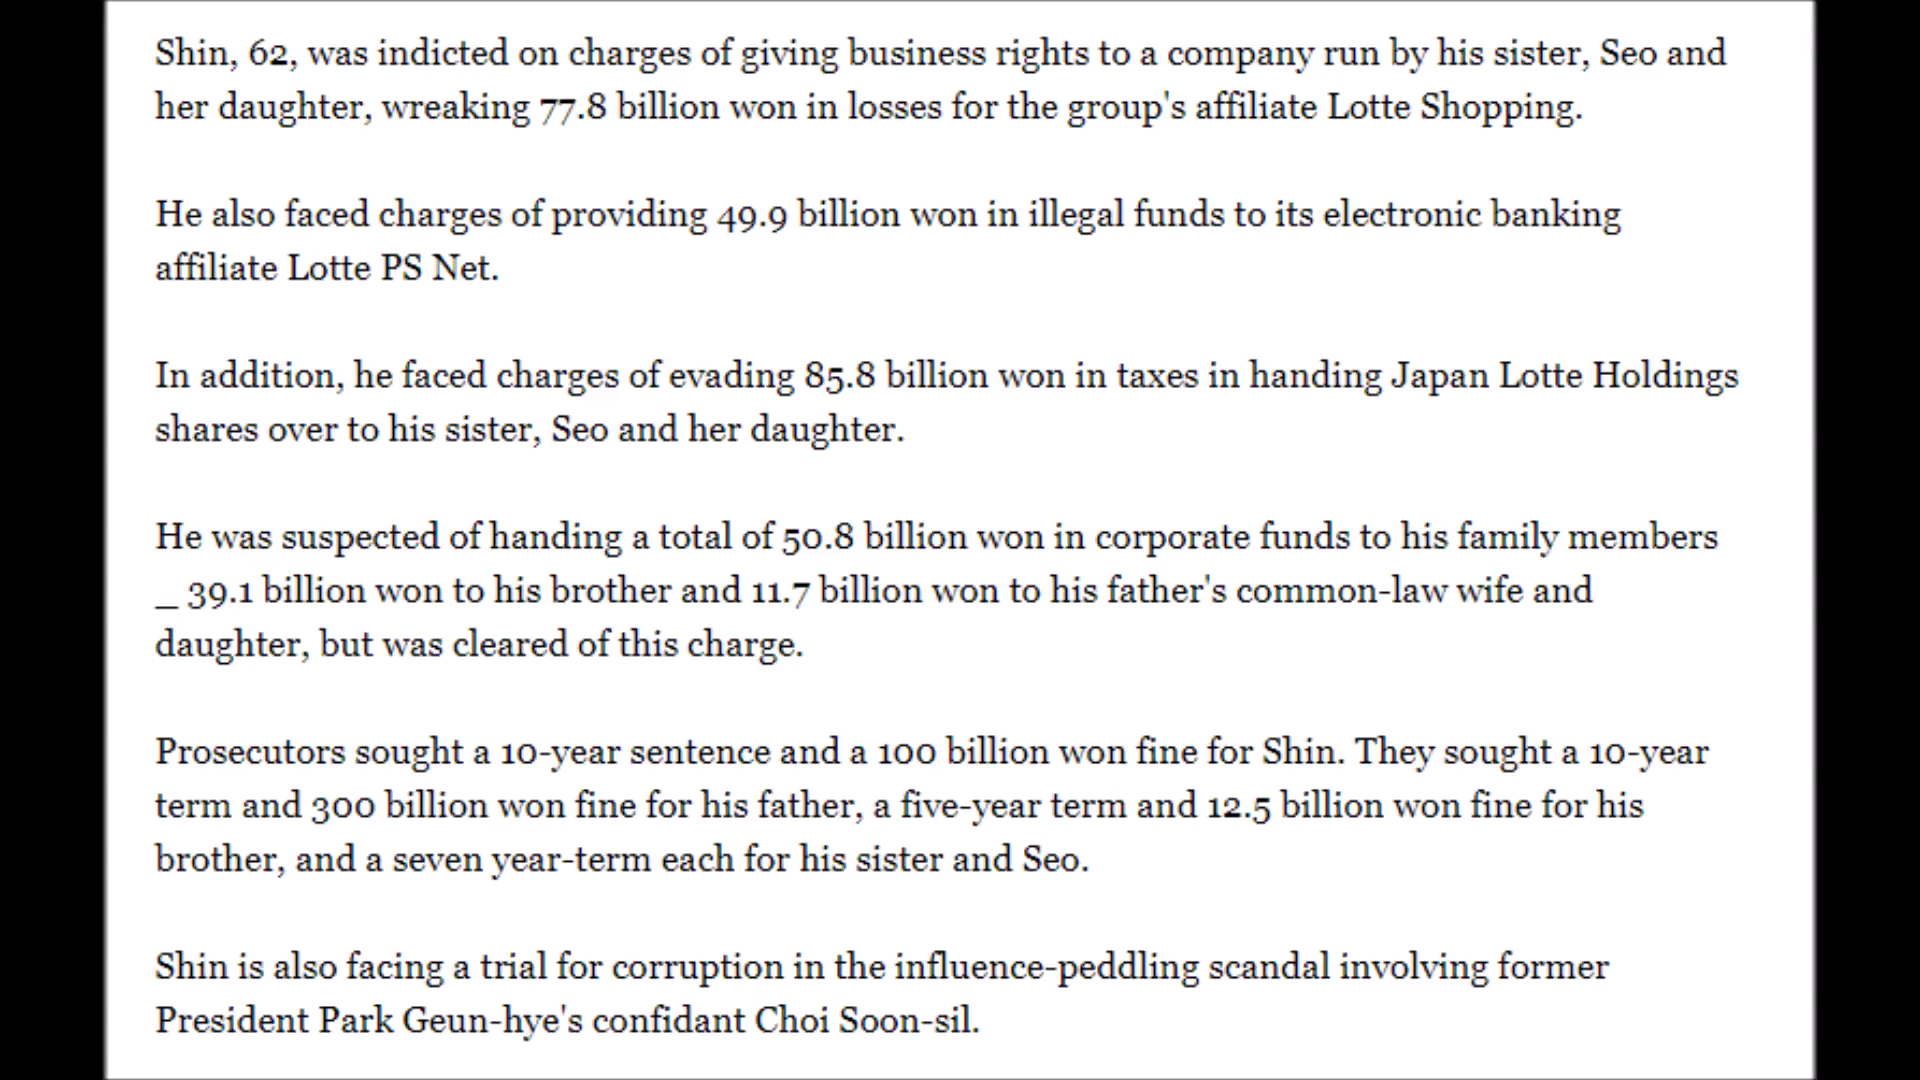 Shin, 62, was indicted on charges of giving business rights to a company run by his sister, Seo and
her daughter, wreaking 77.8 billion won in losses for the group's affiliate Lotte Shopping.
He also faced charges of providing 49.9 billion won in illegal funds to its electronic banking
affiliate Lotte PS Net.
In addition, he faced charges of evading 85.8 billion won in taxes in handing Japan Lotte Holdings
shares over to his sister, Seo and her daughter.
He was suspected of handing a total of 50.8 billion won in corporate funds to his family members
_ 39.1 billion won to his brother and 11.7 billion won to his father's common-law wife and
daughter, but was cleared of this charge.
Prosecutors sought a 10-year sentence and a 100 billion won fine for Shin. They sought a 10-year
term and 300 billion won fine for his father, a five-year term and 12.5 billion won fine for his
brother, and a seven year-term each for his sister and Seo.
Shin is also facing a trial for corruption in the influence-peddling scandal involving former
President Park Geun-hye's confidant Choi Soon-sil.